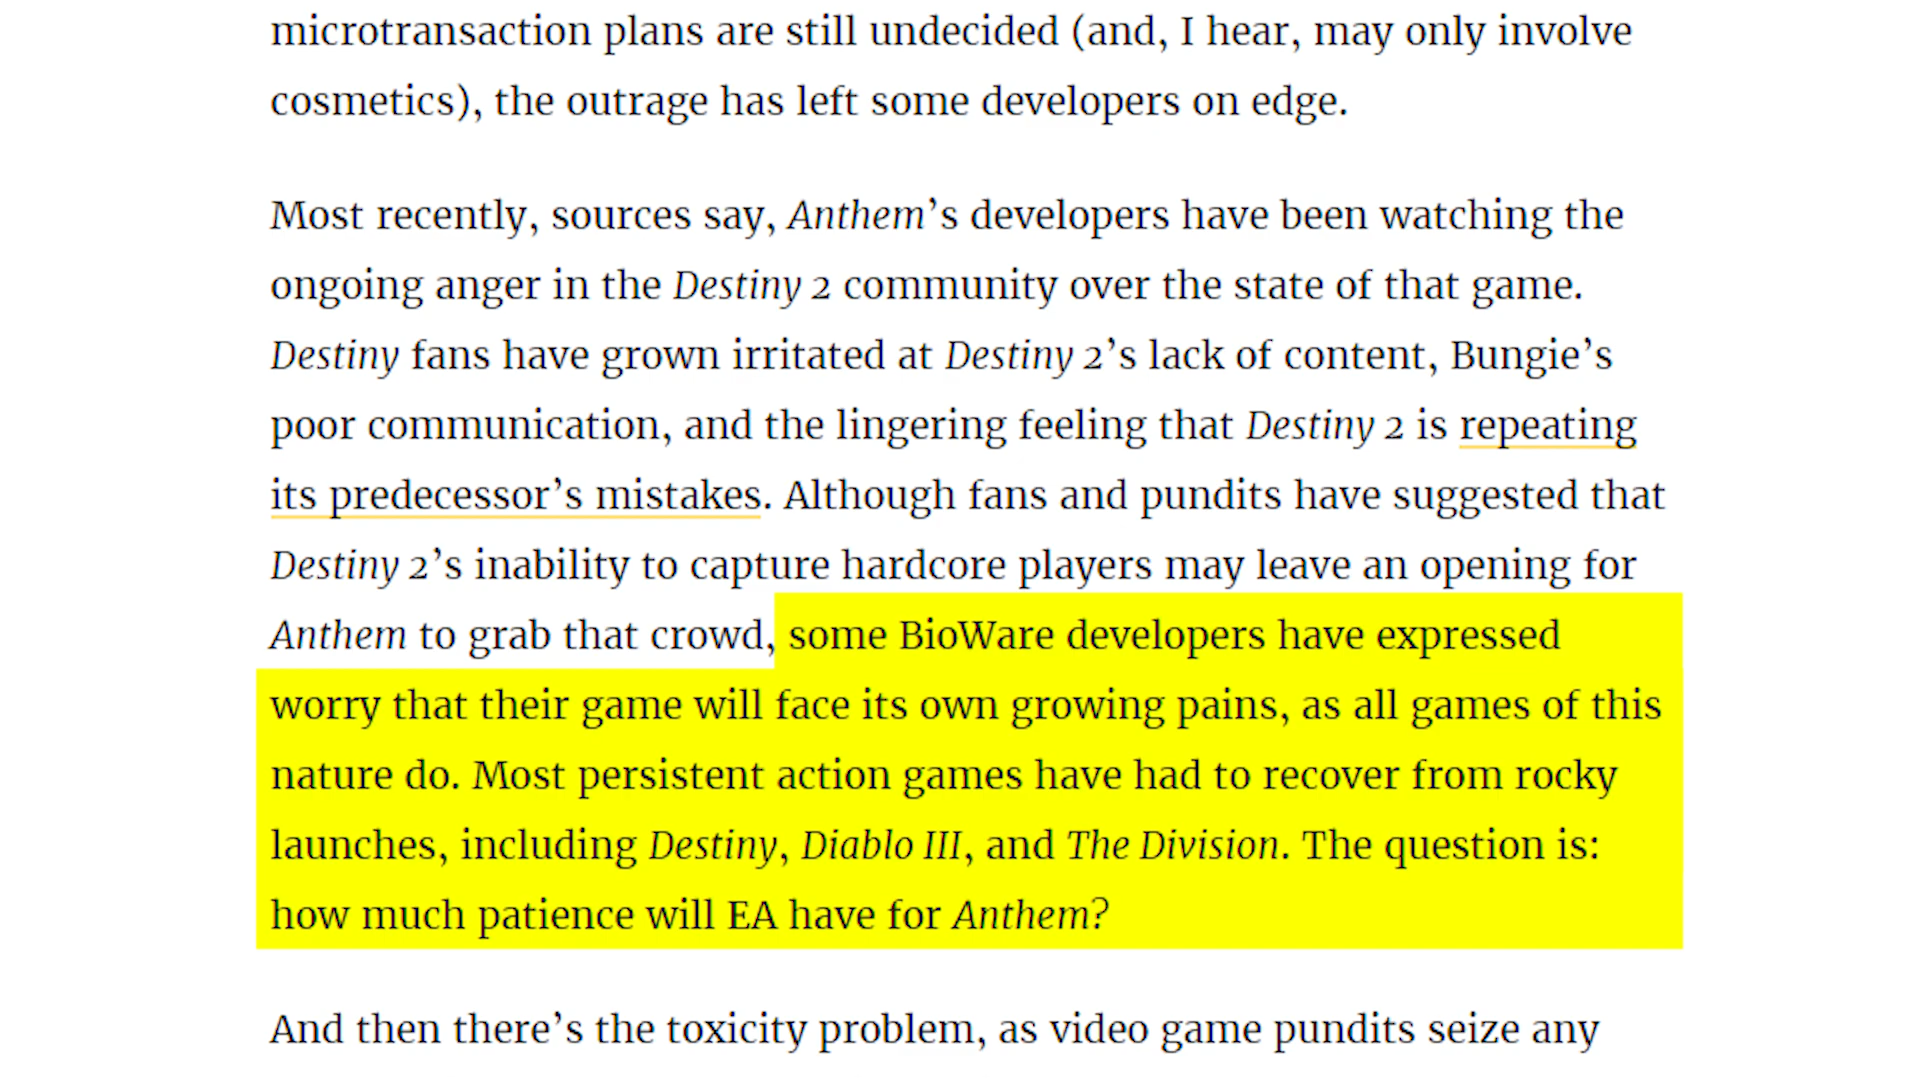 microtransaction plans are still undecided (and, I hear, may only involve
cosmetics), the outrage has left some developers on edge.
Most recently, sources say, Anthem’s developers have been watching the
ongoing anger in the Destiny 2 community over the state of that game.
Destiny fans have grown irritated at Destiny 2’s lack of content, Bungie’s
poor communication, and the lingering feeling that Destiny 2 is repeating
its predecessor’s mistakes. Although fans and pundits have suggested that
Destiny 2’s inability to capture hardcore players may leave an opening for
Anthem to grab that crowd, some BioWare developers have expressed
worry that their game will face its own growing pains, as all games of this
nature do. Most persistent action games have had to recover from rocky
launches, including Destiny, Diablo III, and The Division. The question is:
how much patience will EA have for Anthem?
And then there’s the toxicity problem, as video game pundits seize any